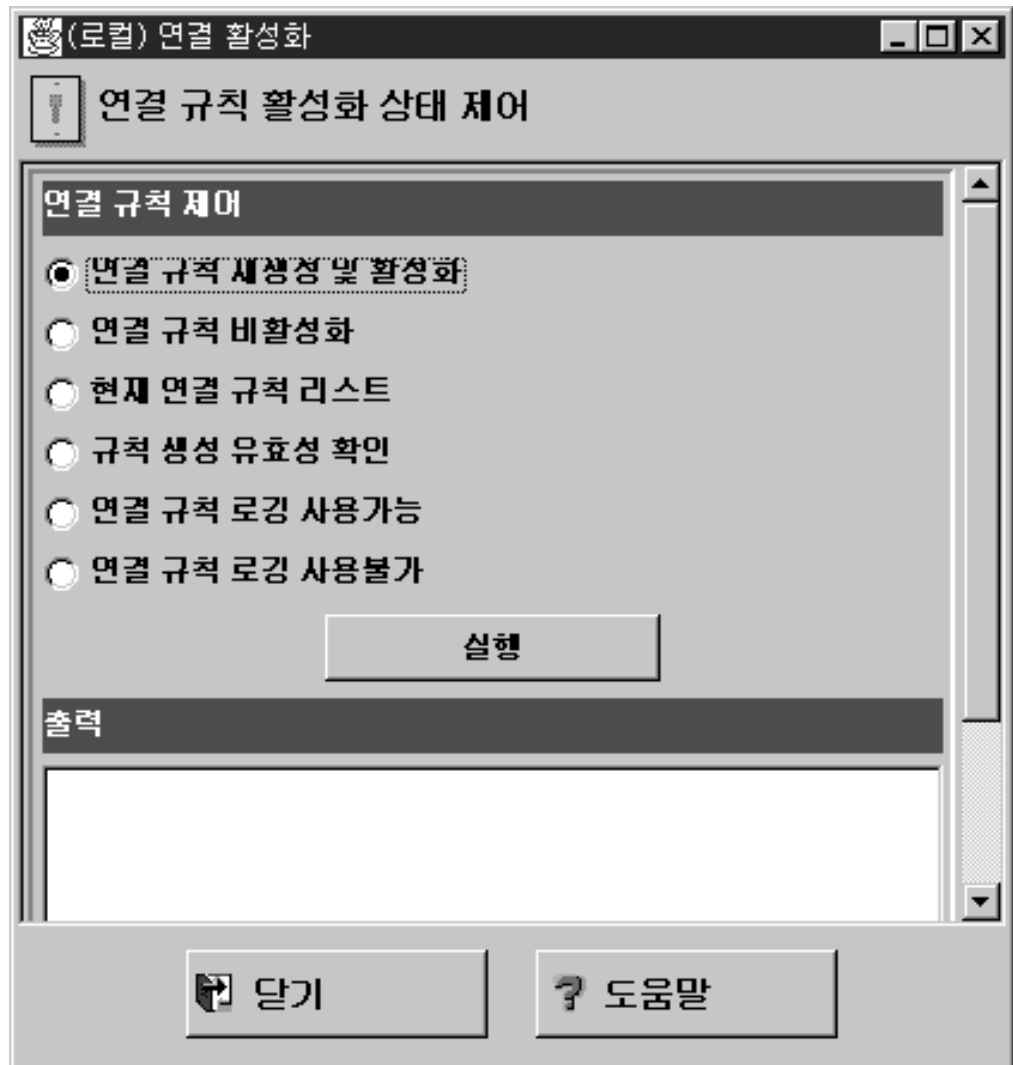 (로컬) 연결 활성화
연결 규칙 활성화 상태 제어
연결 규칙 제어
연결 규칙 재생성 및 활성화
연결 규칙 비활성화
현재 연결 규칙 리스트
규칙 생성 유효성 확인
연결 규칙 로깅 사용가능
연결 규칙 로깅 사용불가
실행
출력
닫기
? 도움말